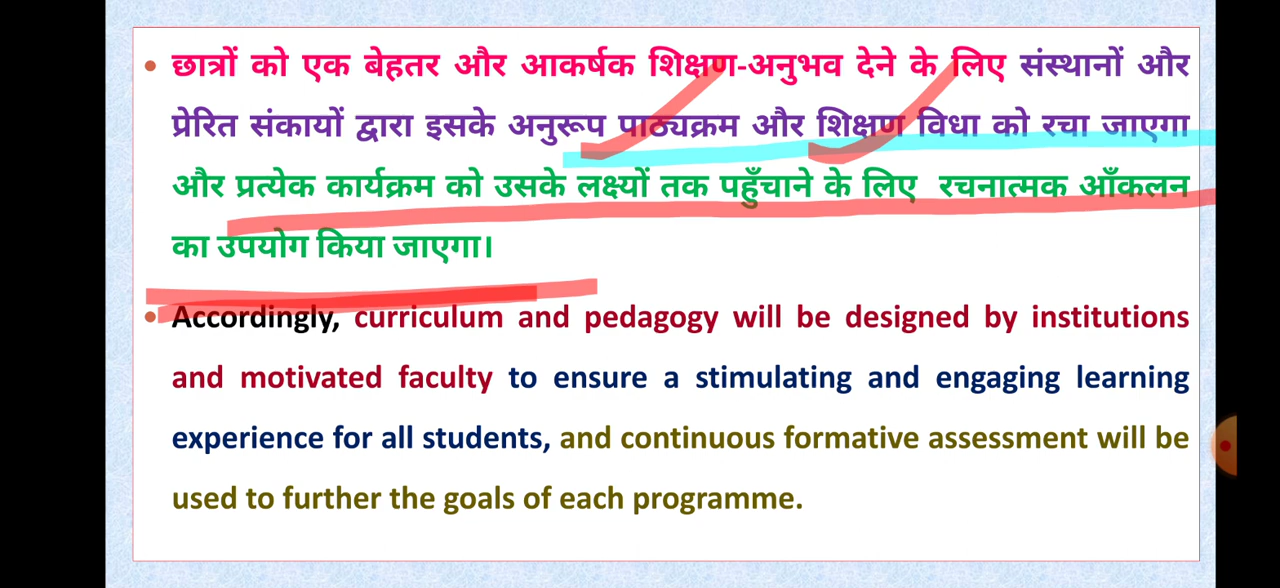 • छात्रों को एक बेहतर और आकर्षक शिक्षण-अनुभव देने के लिए संस्थानों और
प्रेरित संकायों द्वारा इसके अनुरूप पाठ्यक्रम और शिक्षण विधा को रचा जाएगा
और प्रत्येक कार्यक्रम को उसके लक्ष्यों तक पहुँचाने के लिए रचनात्मक आँकलन
का उपयोग किया जाएगा।
• Accordingly, curriculum and pedagogy will be designed by institutions
and motivated faculty to ensure a stimulating and engaging learning
experience for all students, and continuous formative assessment will be
used to further the goals of each programme.